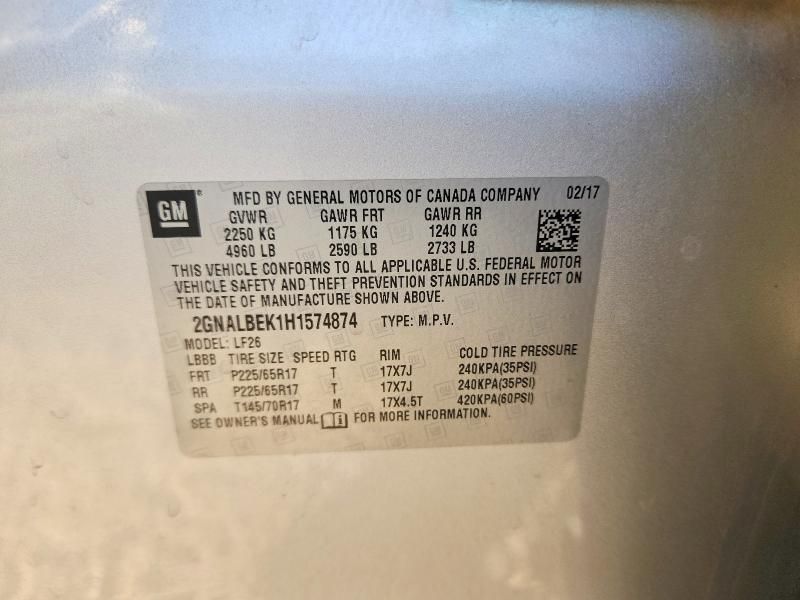 GM® MFD BY GENERAL MOTORS OF CANADA COMPANY 02/17
GVWR GAWR FRT GAWR RR
2250 KG 1175 KG 1240 KG
4960 LB 2590 LB 2733 LB
THIS VEHICLE CONFORMS TO ALL APPLICABLE U.S. FEDERAL MOTOR
VEHICLE SAFETY AND THEFT PREVENTION STANDARDS IN EFFECT ON
THE DATE OF MANUFACTURE SHOWN ABOVE.
2GNALBEK1H1574874 TYPE: M.P.V.
MODEL: LF26
LBBB TIRE SIZE SPEED RTG RIM COLD TIRE PRESSURE
FRT P225/65R17 T 17X7J 240KPA(35PSI)
RR P225/65R17 T 17X7J 240KPA(35PSI)
SPA T145/70R17 M 17X4.5T 420KPA(60PSI)
SEE OWNER'S MANUAL i FOR MORE INFORMATION.